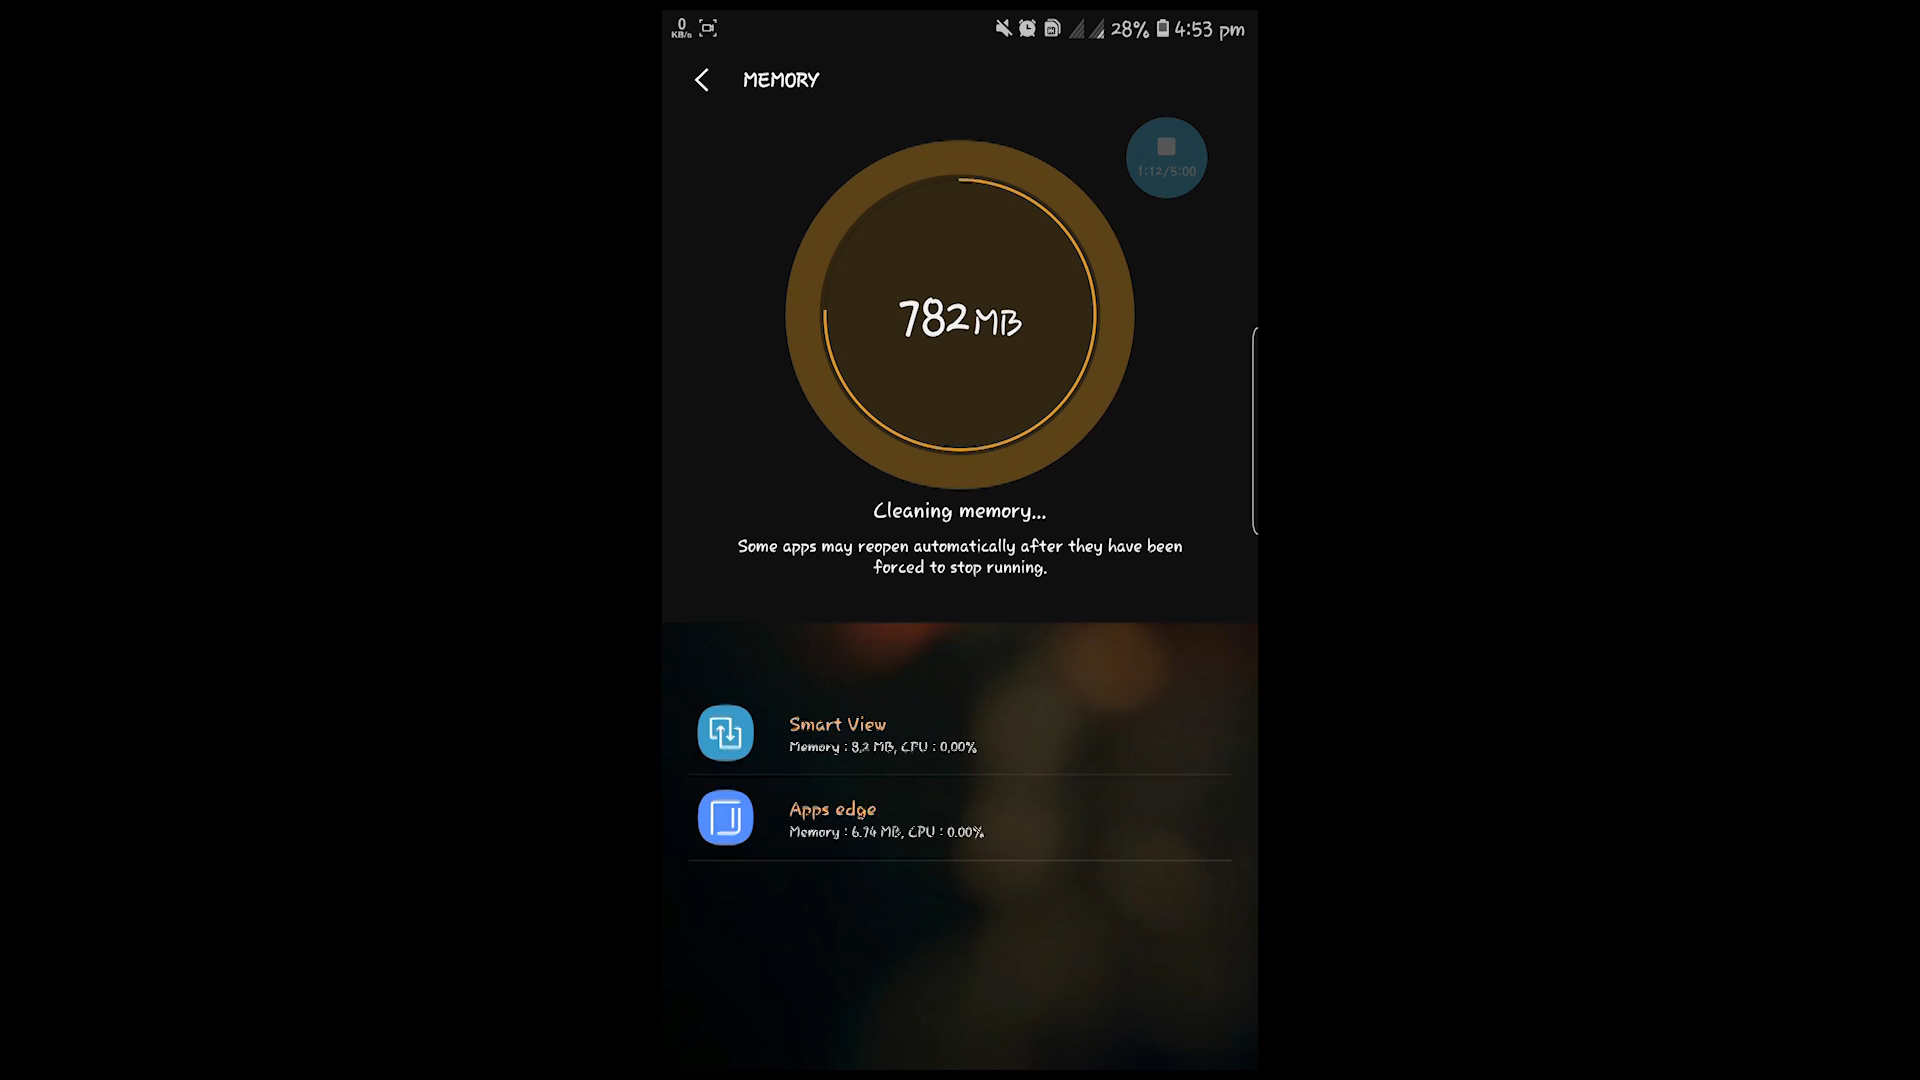 0
KB/s
28% 4:53 pm
MEMORY
1:12/5:00
782MB
Cleaning memory...
Some apps may reopen automatically after they have been
forced to stop running.
Smart View
Memory : 8.2 MB, CPU : 0.00%
Apps edge
Memory : 6.74 MB, CPU : 0.00%